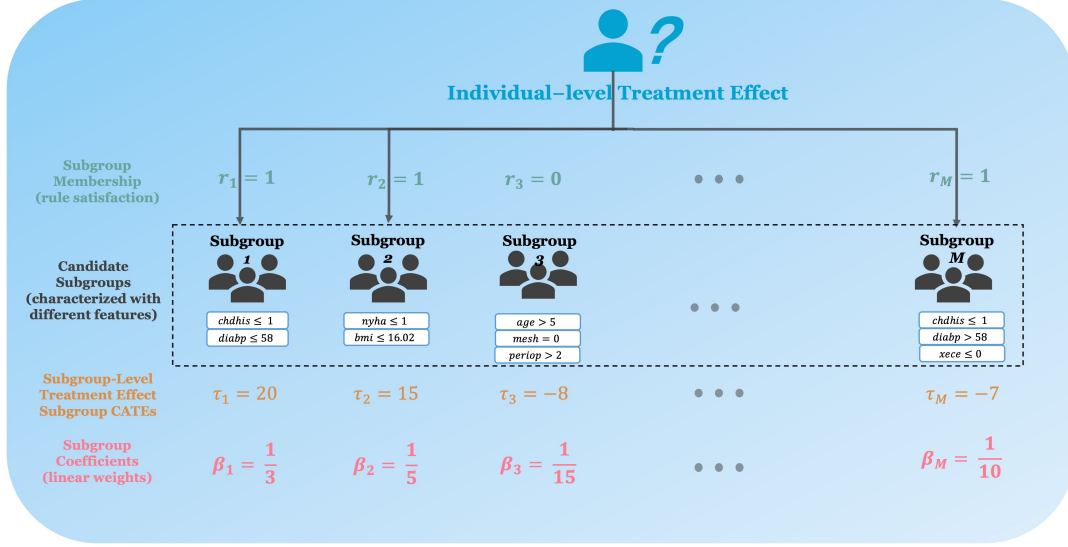 ?
Individual–level Treatment Effect
Subgroup
Membership
(rule satisfaction)
r₁ = 1
r₂ = 1
r₃ = 0
• • •
r_M = 1
Candidate
Subgroups
(characterized with
different features)
Subgroup
1
chdhis ≤ 1
diabp ≤ 58
Subgroup
2
nyha ≤ 1
bmi ≤ 16.02
Subgroup
3
age > 5
mesh = 0
periop > 2
• • •
Subgroup
M
chdhis ≤ 1
diabp > 58
xece ≤ 0
Subgroup-Level
Treatment Effect
Subgroup CATEs
τ₁ = 20
τ₂ = 15
τ₃ = −8
• • •
τ_M = −7
Subgroup
Coefficients
(linear weights)
β₁ = 1/3
β₂ = 1/5
β₃ = 1/15
• • •
β_M = 1/10